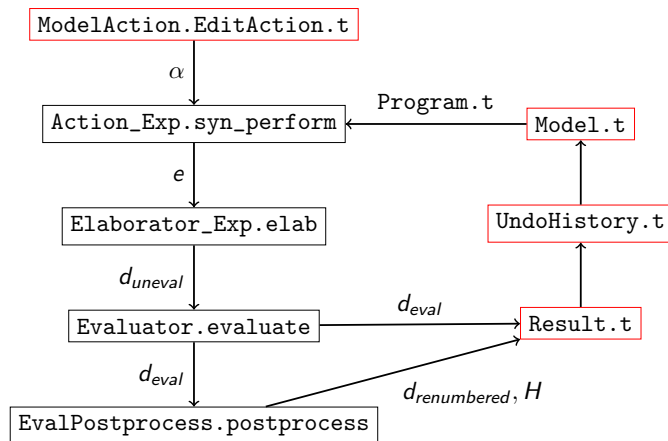 ModelAction.EditAction.t
α
Program.t
Action_Exp.syn_perform
Model.t
e
Elaborator_Exp.elab
UndoHistory.t
d_uneval
d_eval
Evaluator.evaluate
Result.t
d_eval
d_renumbered, H
EvalPostprocess.postprocess